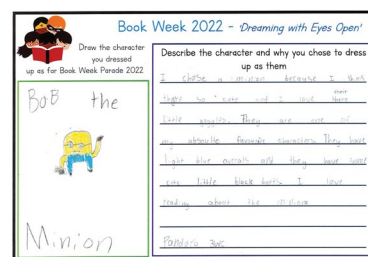 Book Week 2022 - 'Dreaming with Eyes Open'
Draw the character
you dressed
up as for Book Week Parade 2022
Describe the character and why you chose to dress
up as them
BoB the
Minion
I chose a minion because I think
so cute and I love their
little goggles. They are one of
my absoulte favourite characters. They have
light blue overalls and they have
cute little black boots. I love
reading about the minions
Pandora 3WC